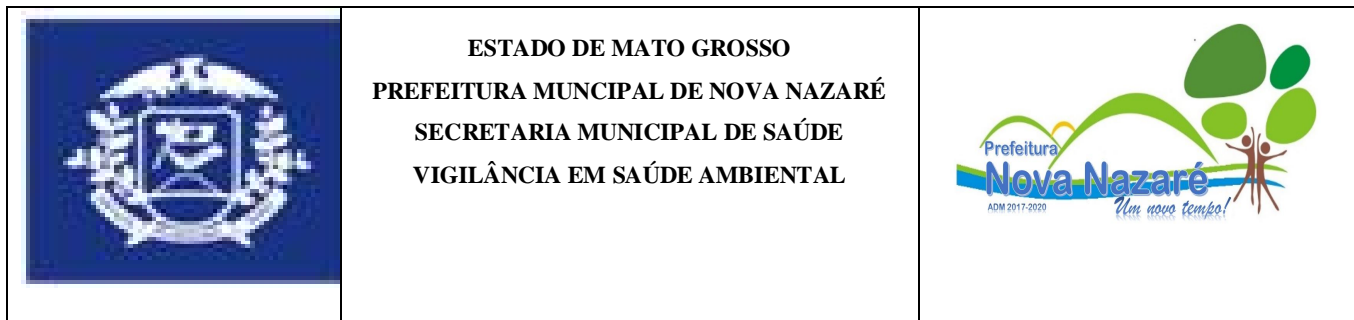 ESTADO DE MATO GROSSO
PREFEITURA MUNCIPAL DE NOVA NAZARÉ
SECRETARIA MUNICIPAL DE SAÚDE
VIGILÂNCIA EM SAÚDE AMBIENTAL
Prefeitura
Nova Nazaré
ADM 2017-2020
Um novo tempo!